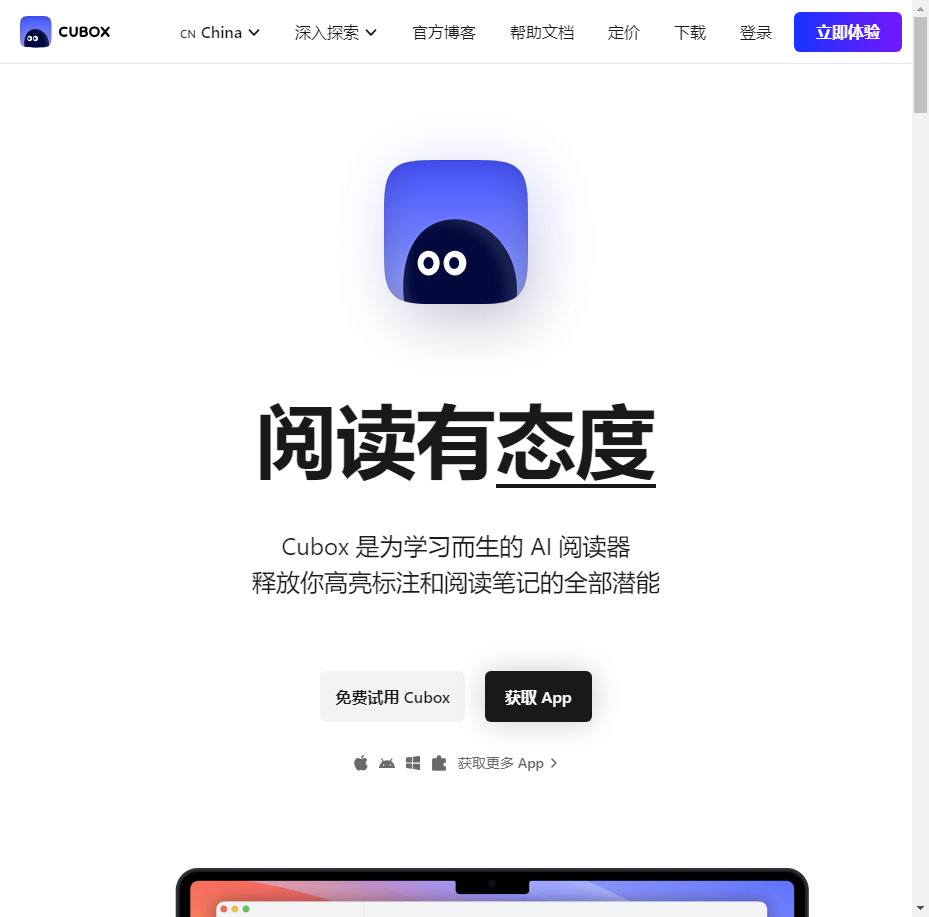 CUBOX
CN China
深入探索
官方博客
帮助文档
定价
下载
登录
立即体验
阅读有态度
Cubox 是为学习而生的 AI 阅读器
释放你高亮标注和阅读笔记的全部潜能
免费试用 Cubox
获取 App
获取更多 App